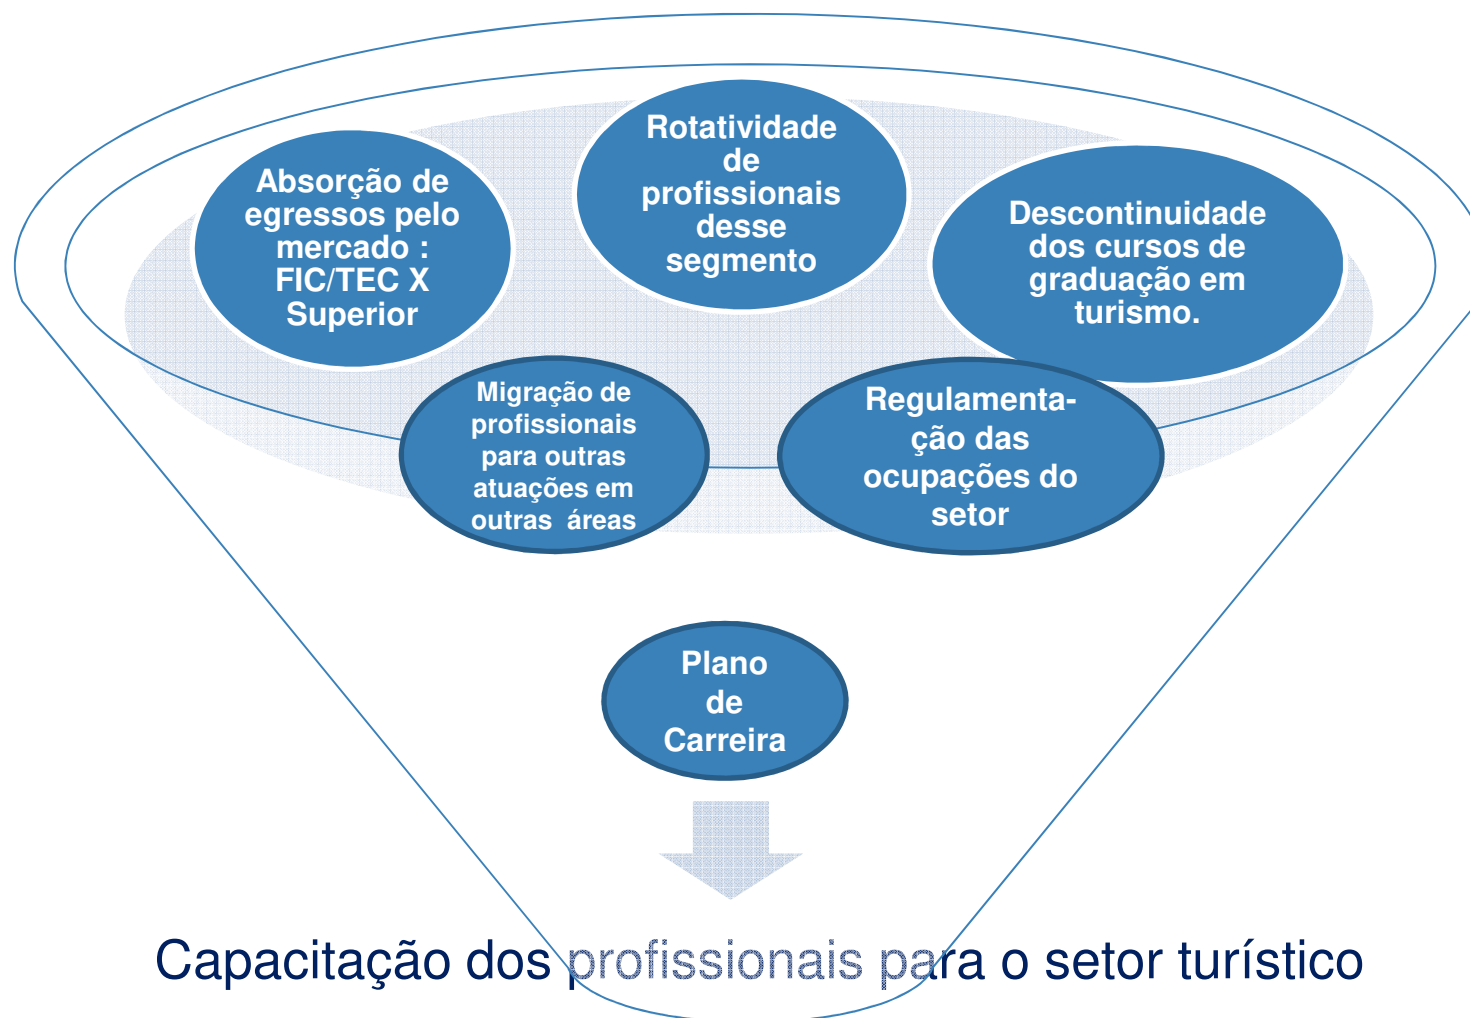 Absorção de
egressos pelo
mercado :
FIC/TEC X
Superior
Rotatividade
de
profissionais
desse
segmento
Descontinuidade
dos cursos de
graduação em
turismo.
Migração de
profissionais
para outras
atuações em
outras áreas
Regulamenta-
ção das
ocupações do
setor
Plano
de
Carreira
Capacitação dos profissionais para o setor turístico